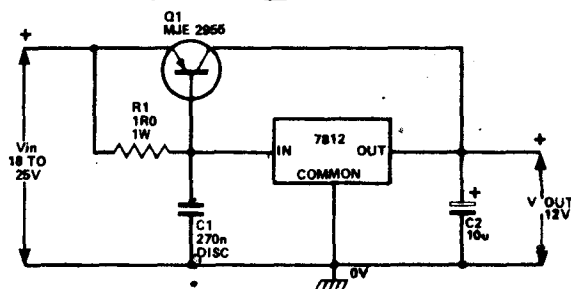 Q1
MJE 2955
+
R1
1R0
1W
Vin
18 TO
25V
7812
IN
OUT
COMMON
+
+
C1
270n
DISC
C2
10u
V OUT
12V
0V